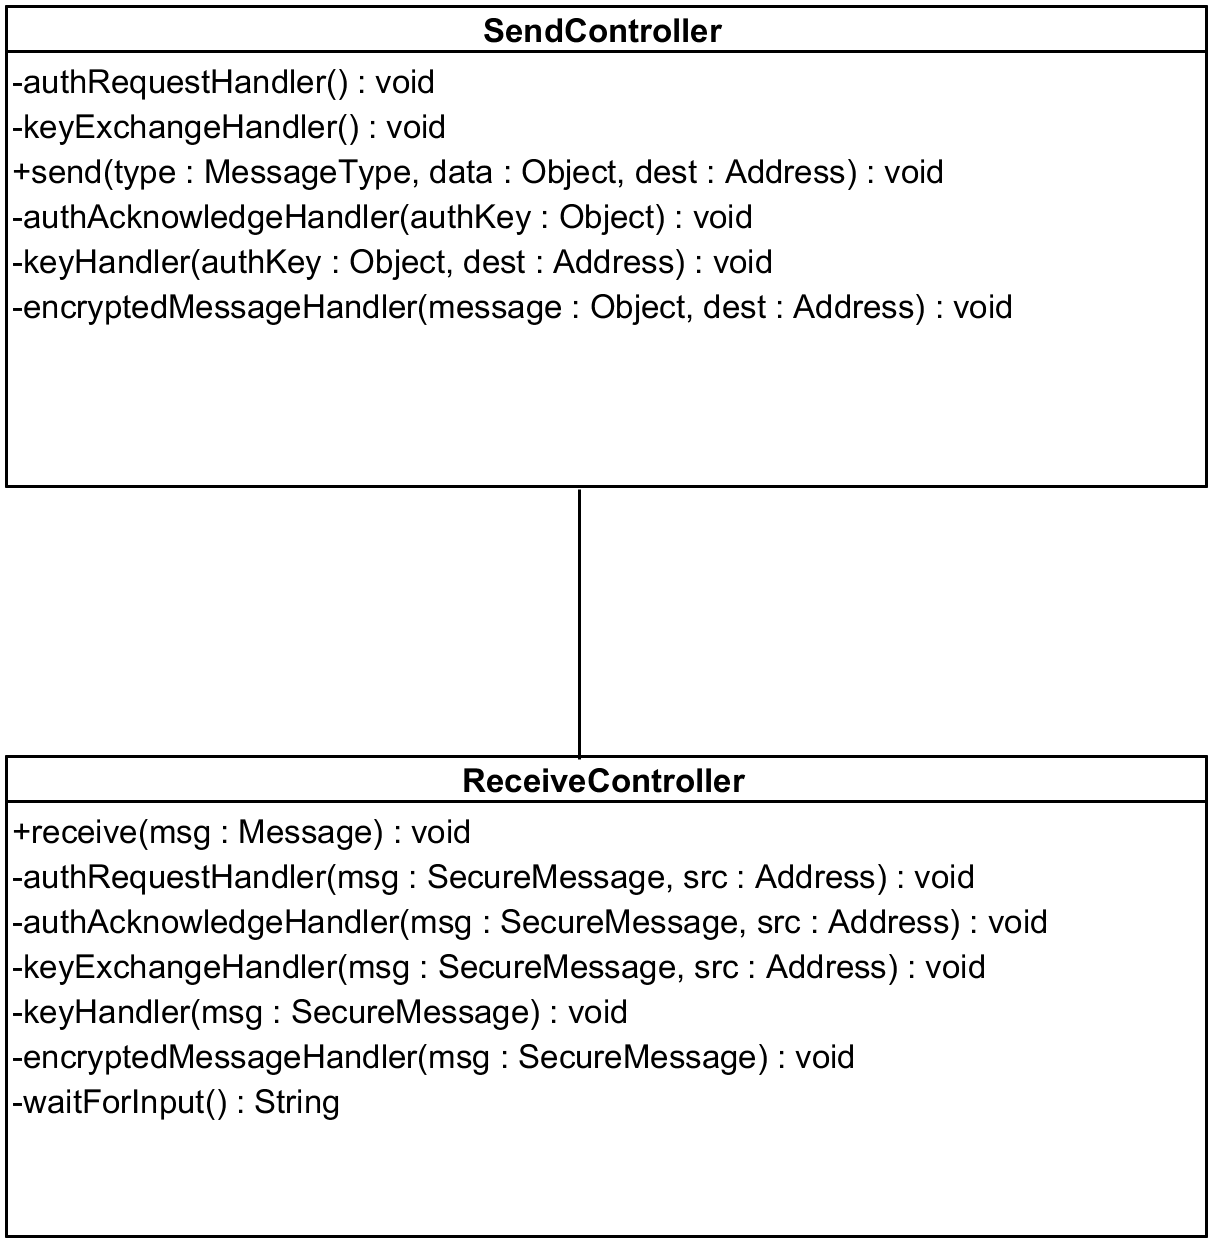 SendController
-authRequestHandler() : void
-keyExchangeHandler() : void
+send(type : MessageType, data : Object, dest : Address) : void
-authAcknowledgeHandler(authKey : Object) : void
-keyHandler(authKey : Object, dest : Address) : void
-encryptedMessageHandler(message : Object, dest : Address) : void
ReceiveController
+receive(msg : Message) : void
-authRequestHandler(msg : SecureMessage, src : Address) : void
-authAcknowledgeHandler(msg : SecureMessage, src : Address) : void
-keyExchangeHandler(msg : SecureMessage, src : Address) : void
-keyHandler(msg : SecureMessage) : void
-encryptedMessageHandler(msg : SecureMessage) : void
-waitForInput() : String